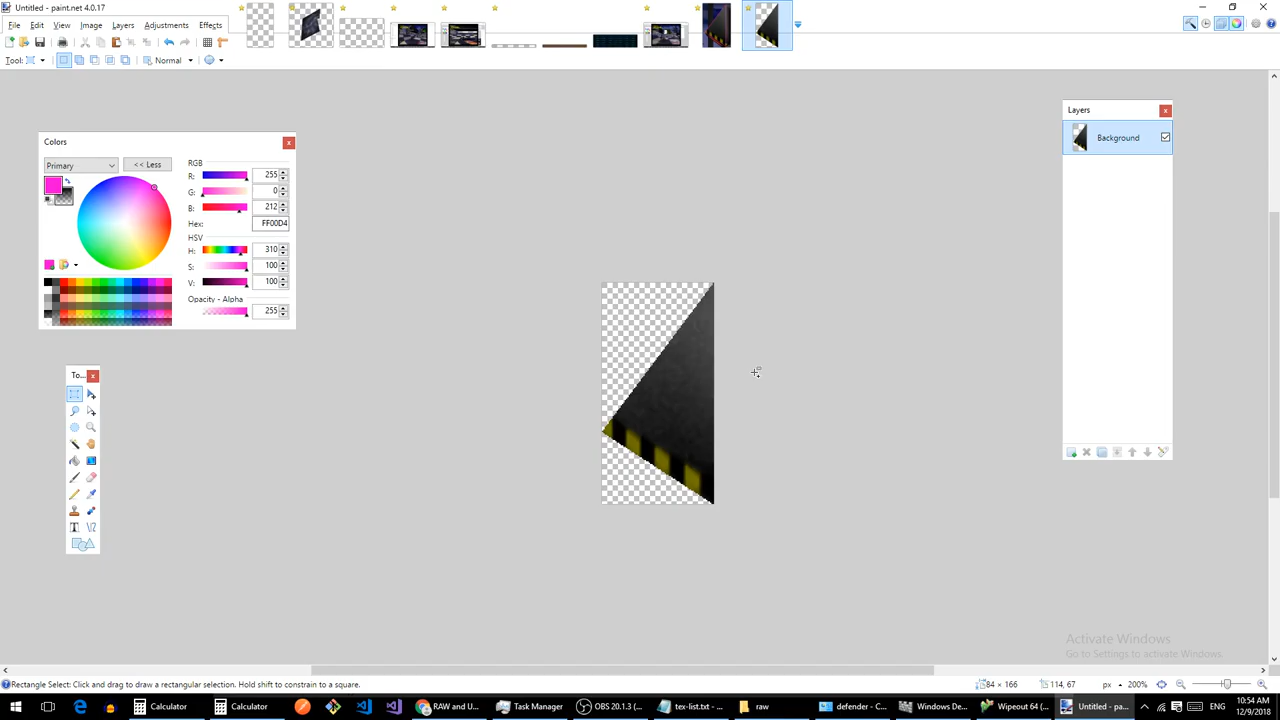 Untitled - paint.net 4.0.17
File Edit View Image Layers Adjustments Effects
Tool:
Normal
Colors
Primary
<< Less
RGB
R: 255
G: 0
B: 212
Hex: FF00D4
HSV
H: 310
S: 100
V: 100
Opacity - Alpha
255
To...
Layers
Background
Activate Windows
Go to Settings to activate Windows.
Rectangle Select: Click and drag to draw a rectangular selection. Hold shift to constrain to a square.
84 × 166
114, 67
px
200%
Calculator
Calculator
RAW and U...
Task Manager
OBS 20.1.3 (...
tex-list.txt - ...
raw
defender - C...
Windows De...
Wipeout 64 (...
Untitled - pa...
10:54 AM
12/9/2018